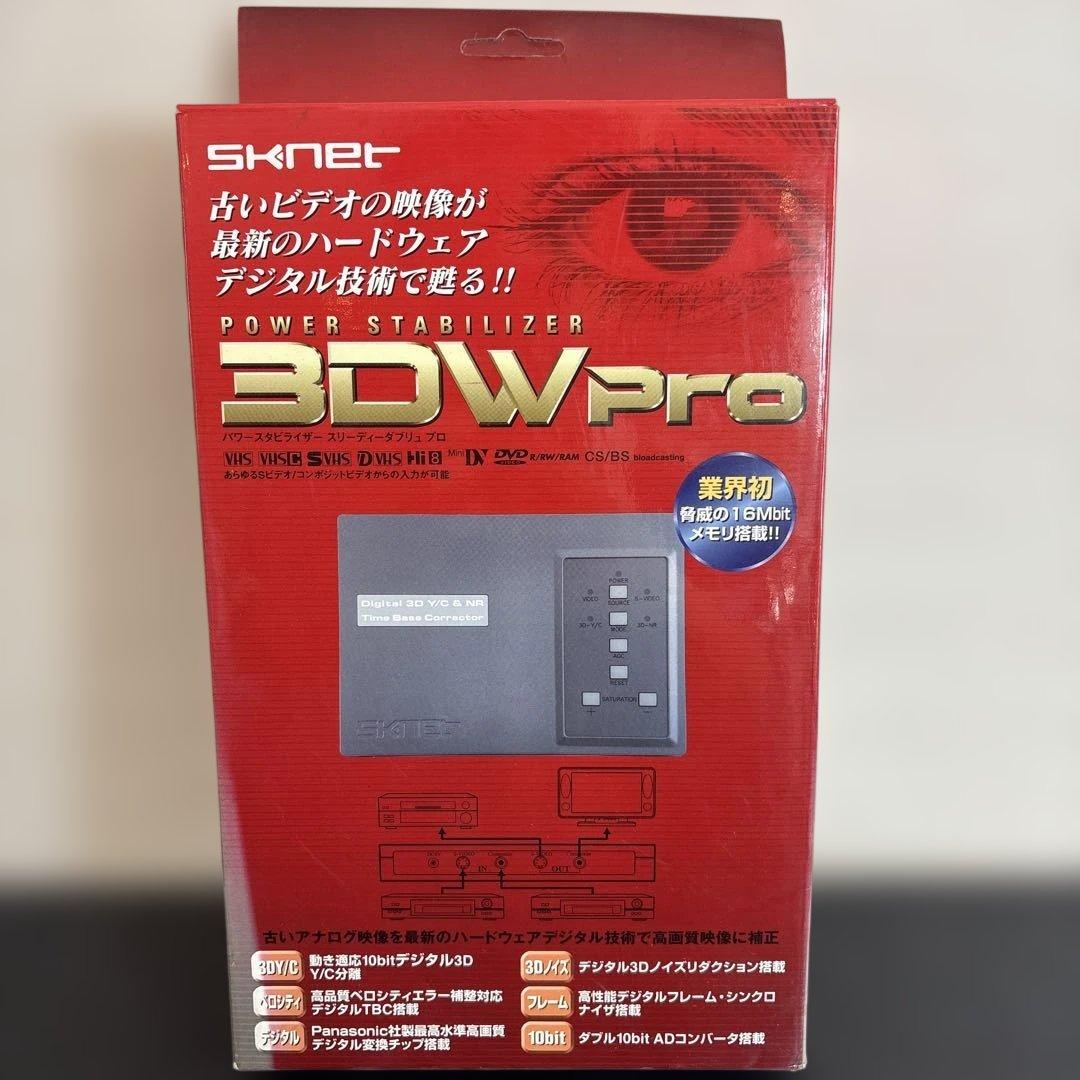 SKNET
古いビデオの映像が
最新のハードウェア
デジタル技術で甦る!!
POWER STABILIZER
3DWPro
パワースタビライザー スリーディーダブリュ プロ
VHS VHSC SVHS D VHS Hi8 Mini DV DVD VIDEO R/RW/RAM CS/BS bloadcasting
あらゆるSビデオ/コンポジットビデオからの入力が可能
業界初
脅威の16Mbit
メモリ搭載!!
Digital 3D Y/C & NR
Time Base Corractor
POWER
VIDEO
SOURCE
S-VIDEO
3D-Y/C
MODE
3D-NR
AGC
RESET
SATURATION
+ −
SKNET
DC5V S-VIDEO Composite S-VIDEO Composite
IN OUT
古いアナログ映像を最新のハードウェアデジタル技術で高画質映像に補正
3DY/C 動き適応10bitデジタル3D
Y/C分離
3Dノイズ デジタル3Dノイズリダクション搭載
ベロシティ 高品質ベロシティエラー補整対応
デジタルTBC搭載
フレーム 高性能デジタルフレーム・シンクロ
ナイザ搭載
デジタル Panasonic社製最高水準高画質
デジタル変換チップ搭載
10bit ダブル10bit ADコンバータ搭載